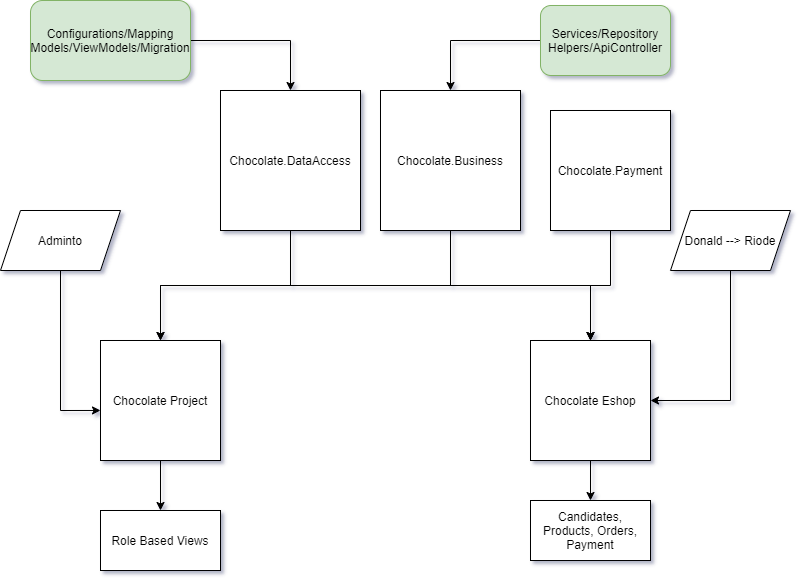 Configurations/Mapping
Models/ViewModels/Migration
Services/Repository
Helpers/ApiController
Chocolate.DataAccess
Chocolate.Business
Chocolate.Payment
Adminto
Donald --> Riode
Chocolate Project
Chocolate Eshop
Role Based Views
Candidates,
Products, Orders,
Payment